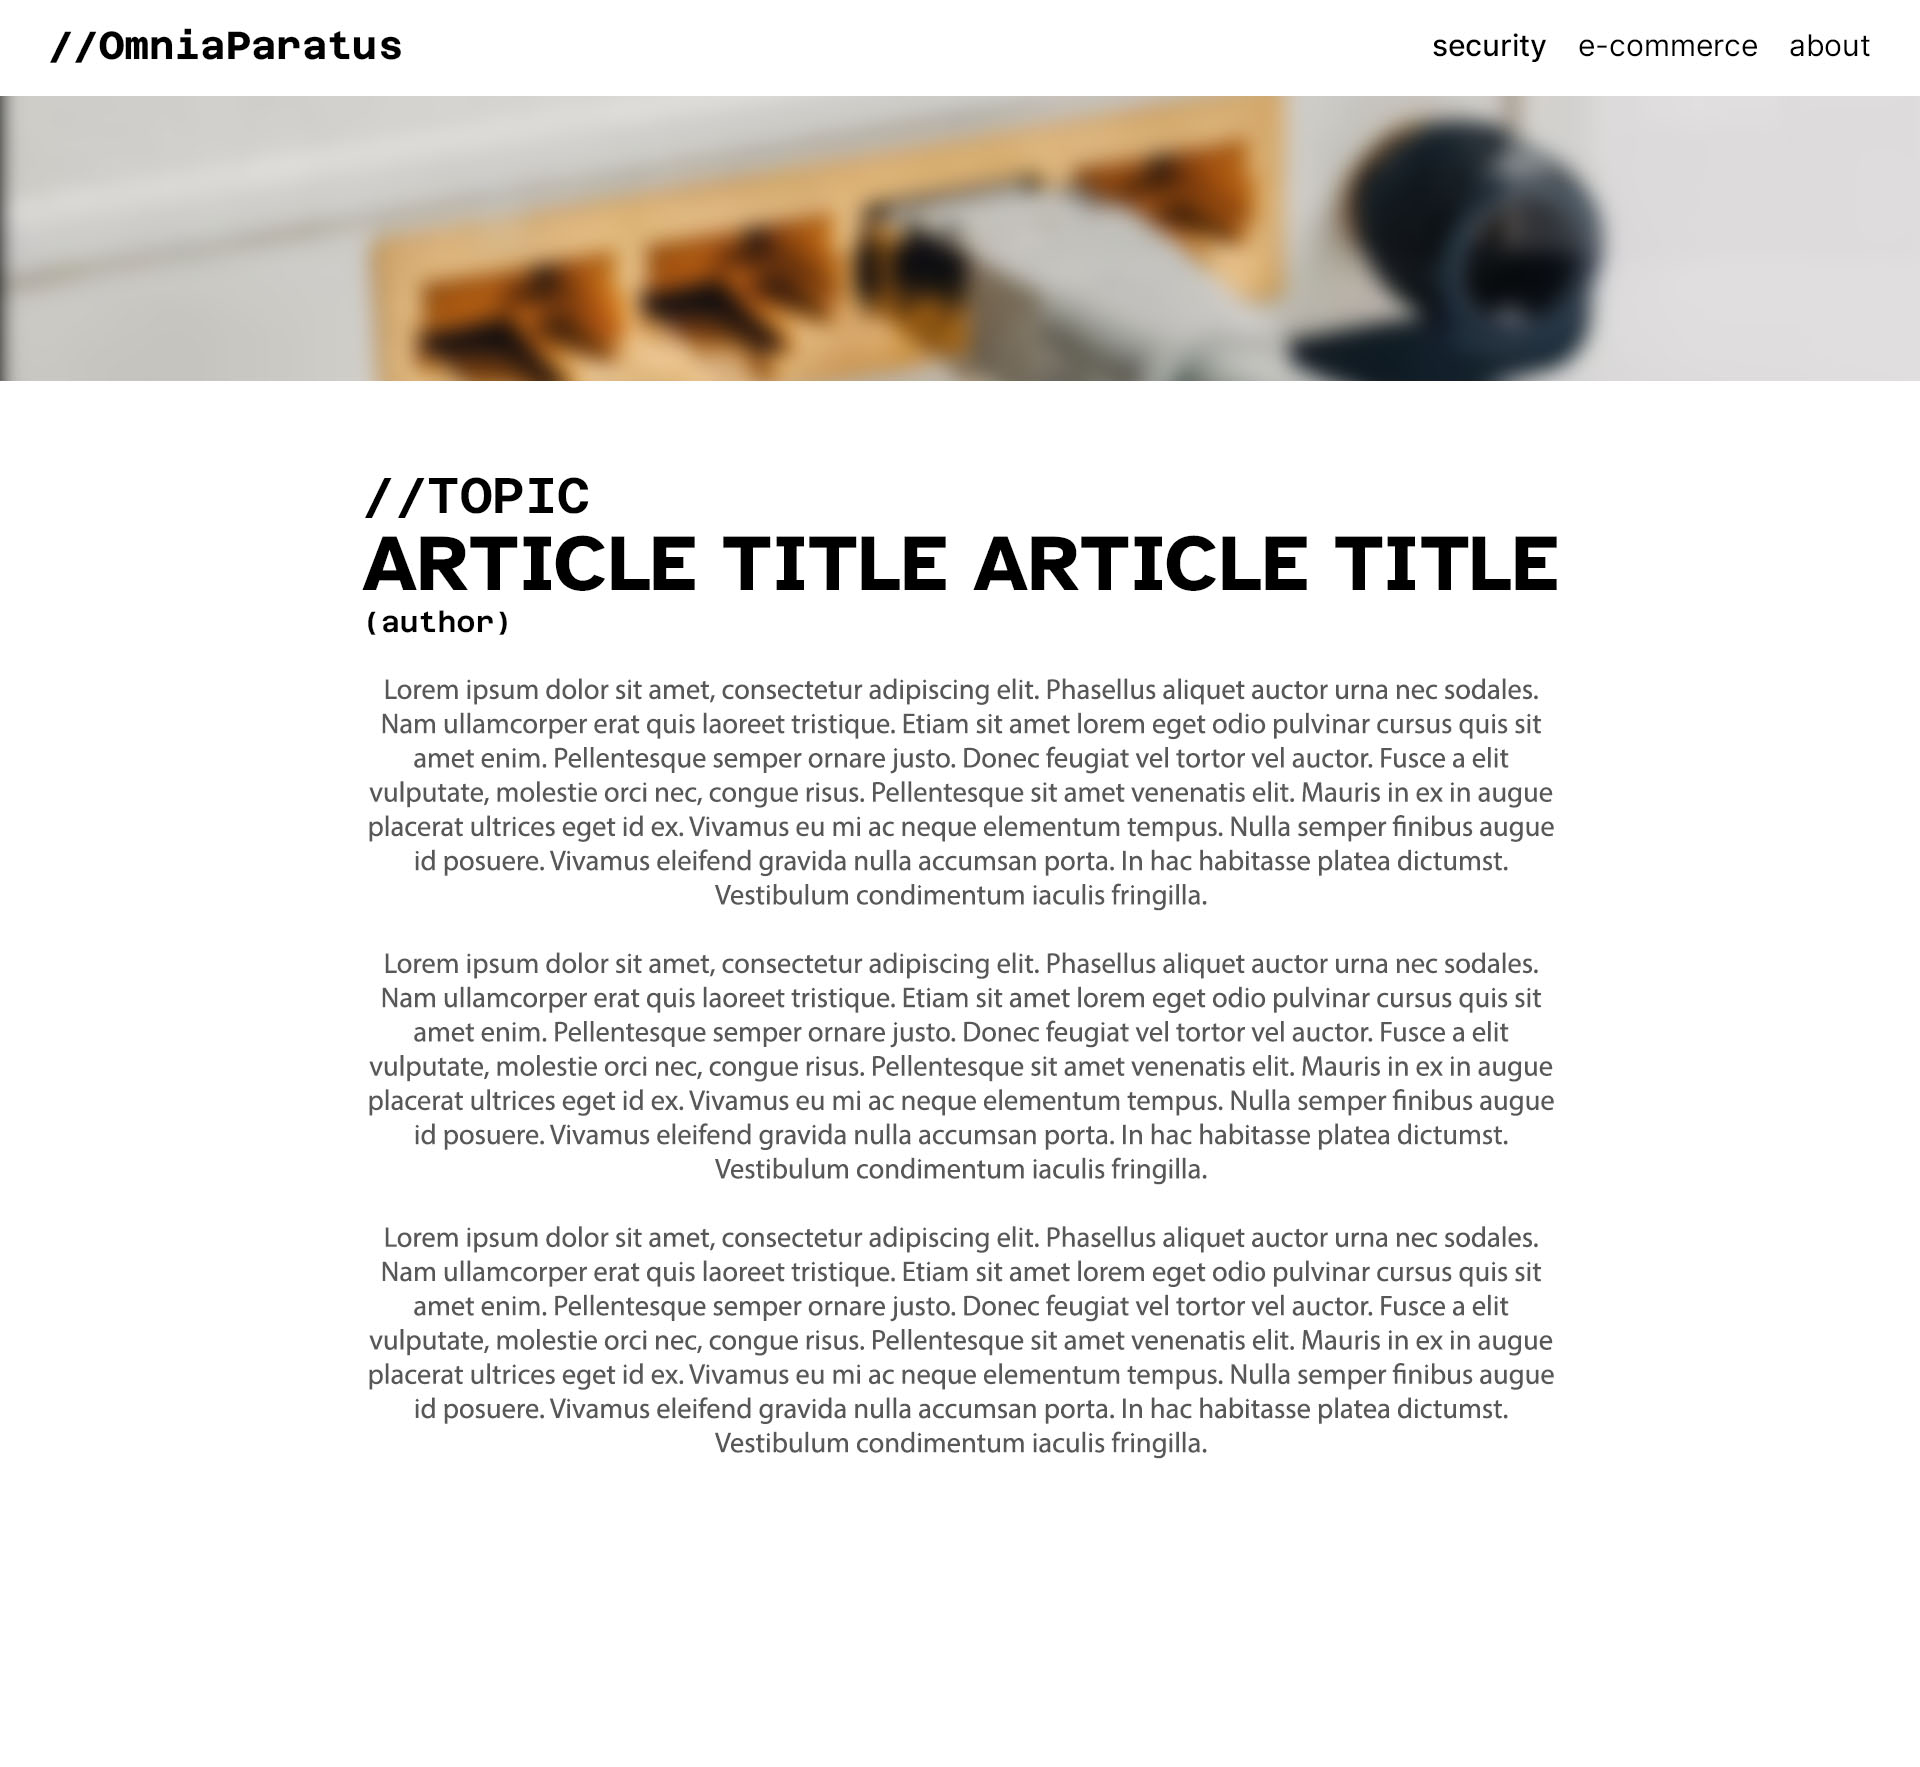 //OmniaParatus
security e-commerce about
//TOPIC
ARTICLE TITLE ARTICLE TITLE
(author)
Lorem ipsum dolor sit amet, consectetur adipiscing elit. Phasellus aliquet auctor urna nec sodales.
Nam ullamcorper erat quis laoreet tristique. Etiam sit amet lorem eget odio pulvinar cursus quis sit
amet enim. Pellentesque semper ornare justo. Donec feugiat vel tortor vel auctor. Fusce a elit
vulputate, molestie orci nec, congue risus. Pellentesque sit amet venenatis elit. Mauris in ex in augue
placerat ultrices eget id ex. Vivamus eu mi ac neque elementum tempus. Nulla semper finibus augue
id posuere. Vivamus eleifend gravida nulla accumsan porta. In hac habitasse platea dictumst.
Vestibulum condimentum iaculis fringilla.
Lorem ipsum dolor sit amet, consectetur adipiscing elit. Phasellus aliquet auctor urna nec sodales.
Nam ullamcorper erat quis laoreet tristique. Etiam sit amet lorem eget odio pulvinar cursus quis sit
amet enim. Pellentesque semper ornare justo. Donec feugiat vel tortor vel auctor. Fusce a elit
vulputate, molestie orci nec, congue risus. Pellentesque sit amet venenatis elit. Mauris in ex in augue
placerat ultrices eget id ex. Vivamus eu mi ac neque elementum tempus. Nulla semper finibus augue
id posuere. Vivamus eleifend gravida nulla accumsan porta. In hac habitasse platea dictumst.
Vestibulum condimentum iaculis fringilla.
Lorem ipsum dolor sit amet, consectetur adipiscing elit. Phasellus aliquet auctor urna nec sodales.
Nam ullamcorper erat quis laoreet tristique. Etiam sit amet lorem eget odio pulvinar cursus quis sit
amet enim. Pellentesque semper ornare justo. Donec feugiat vel tortor vel auctor. Fusce a elit
vulputate, molestie orci nec, congue risus. Pellentesque sit amet venenatis elit. Mauris in ex in augue
placerat ultrices eget id ex. Vivamus eu mi ac neque elementum tempus. Nulla semper finibus augue
id posuere. Vivamus eleifend gravida nulla accumsan porta. In hac habitasse platea dictumst.
Vestibulum condimentum iaculis fringilla.